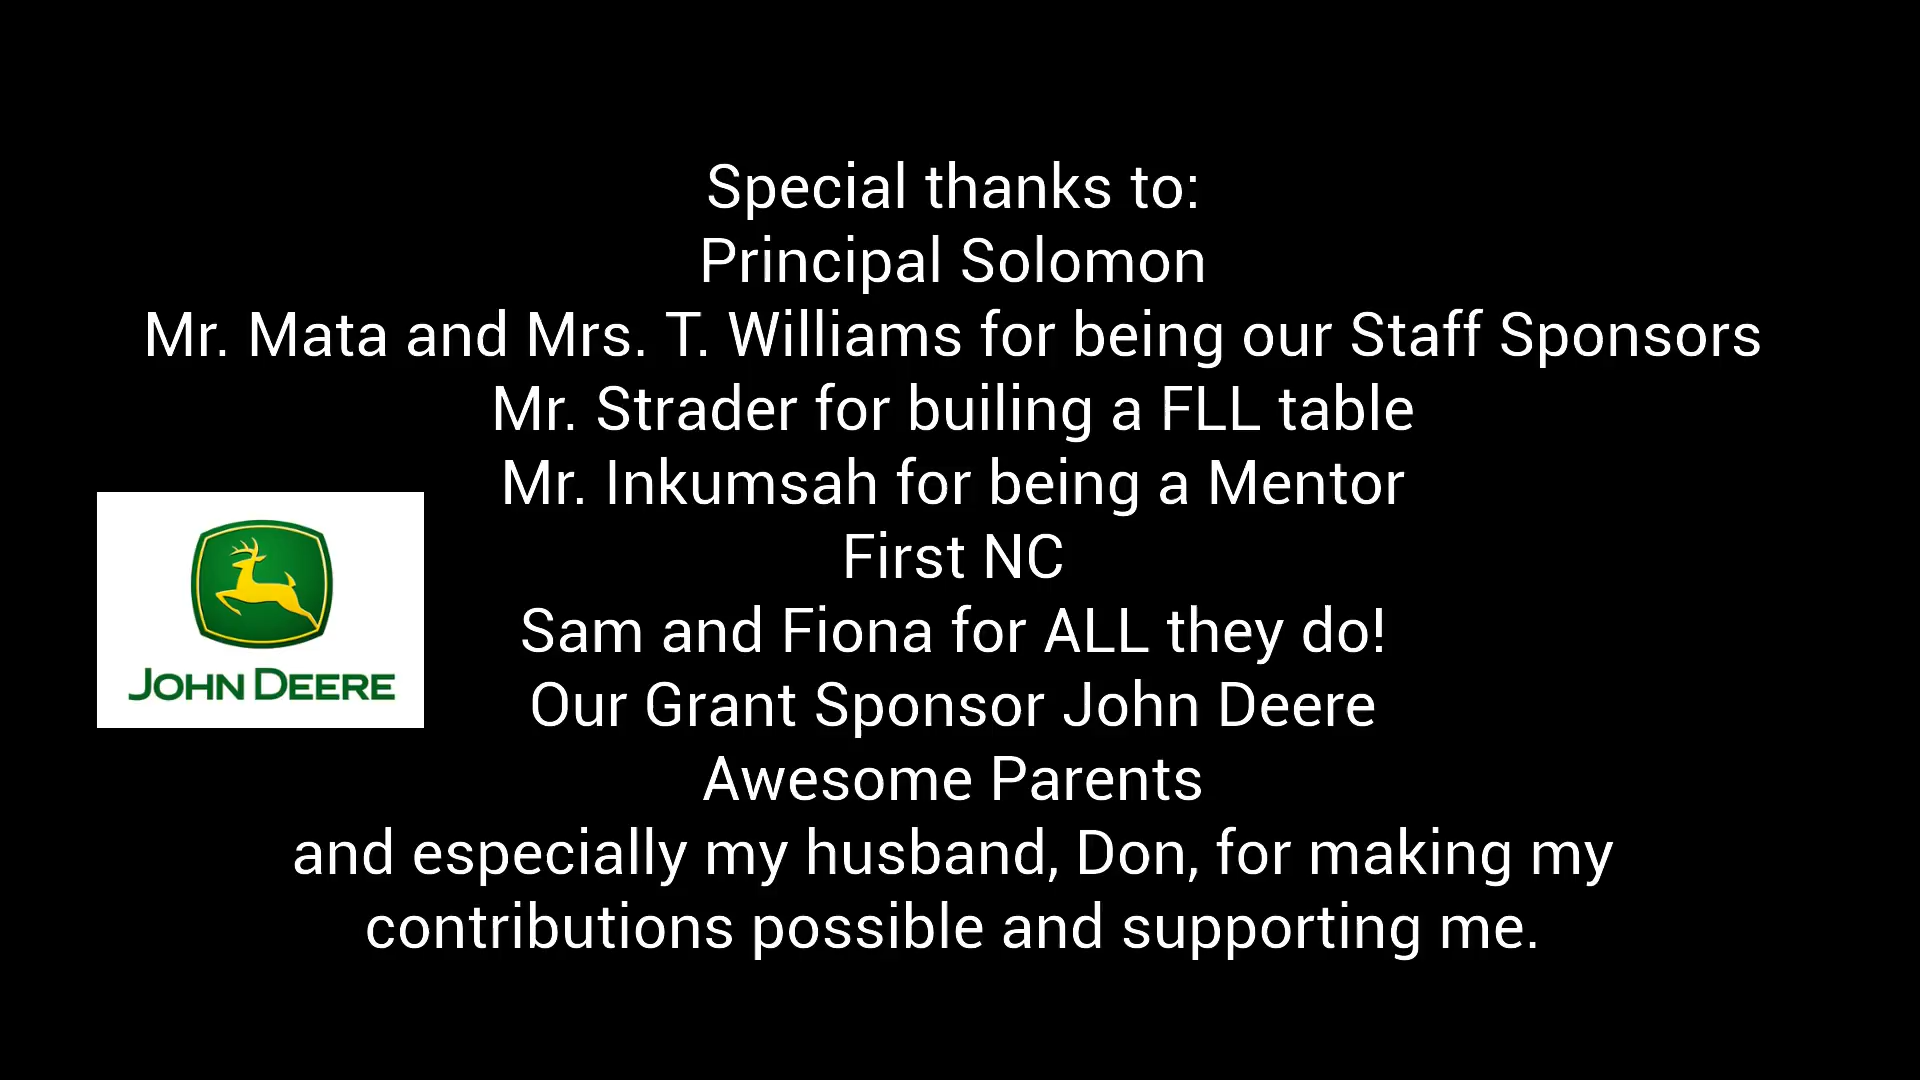 Special thanks to:
Principal Solomon
Mr. Mata and Mrs. T. Williams for being our Staff Sponsors
Mr. Strader for builing a FLL table
Mr. Inkumsah for being a Mentor
First NC
Sam and Fiona for ALL they do!
Our Grant Sponsor John Deere
Awesome Parents
and especially my husband, Don, for making my
contributions possible and supporting me.
JOHN DEERE